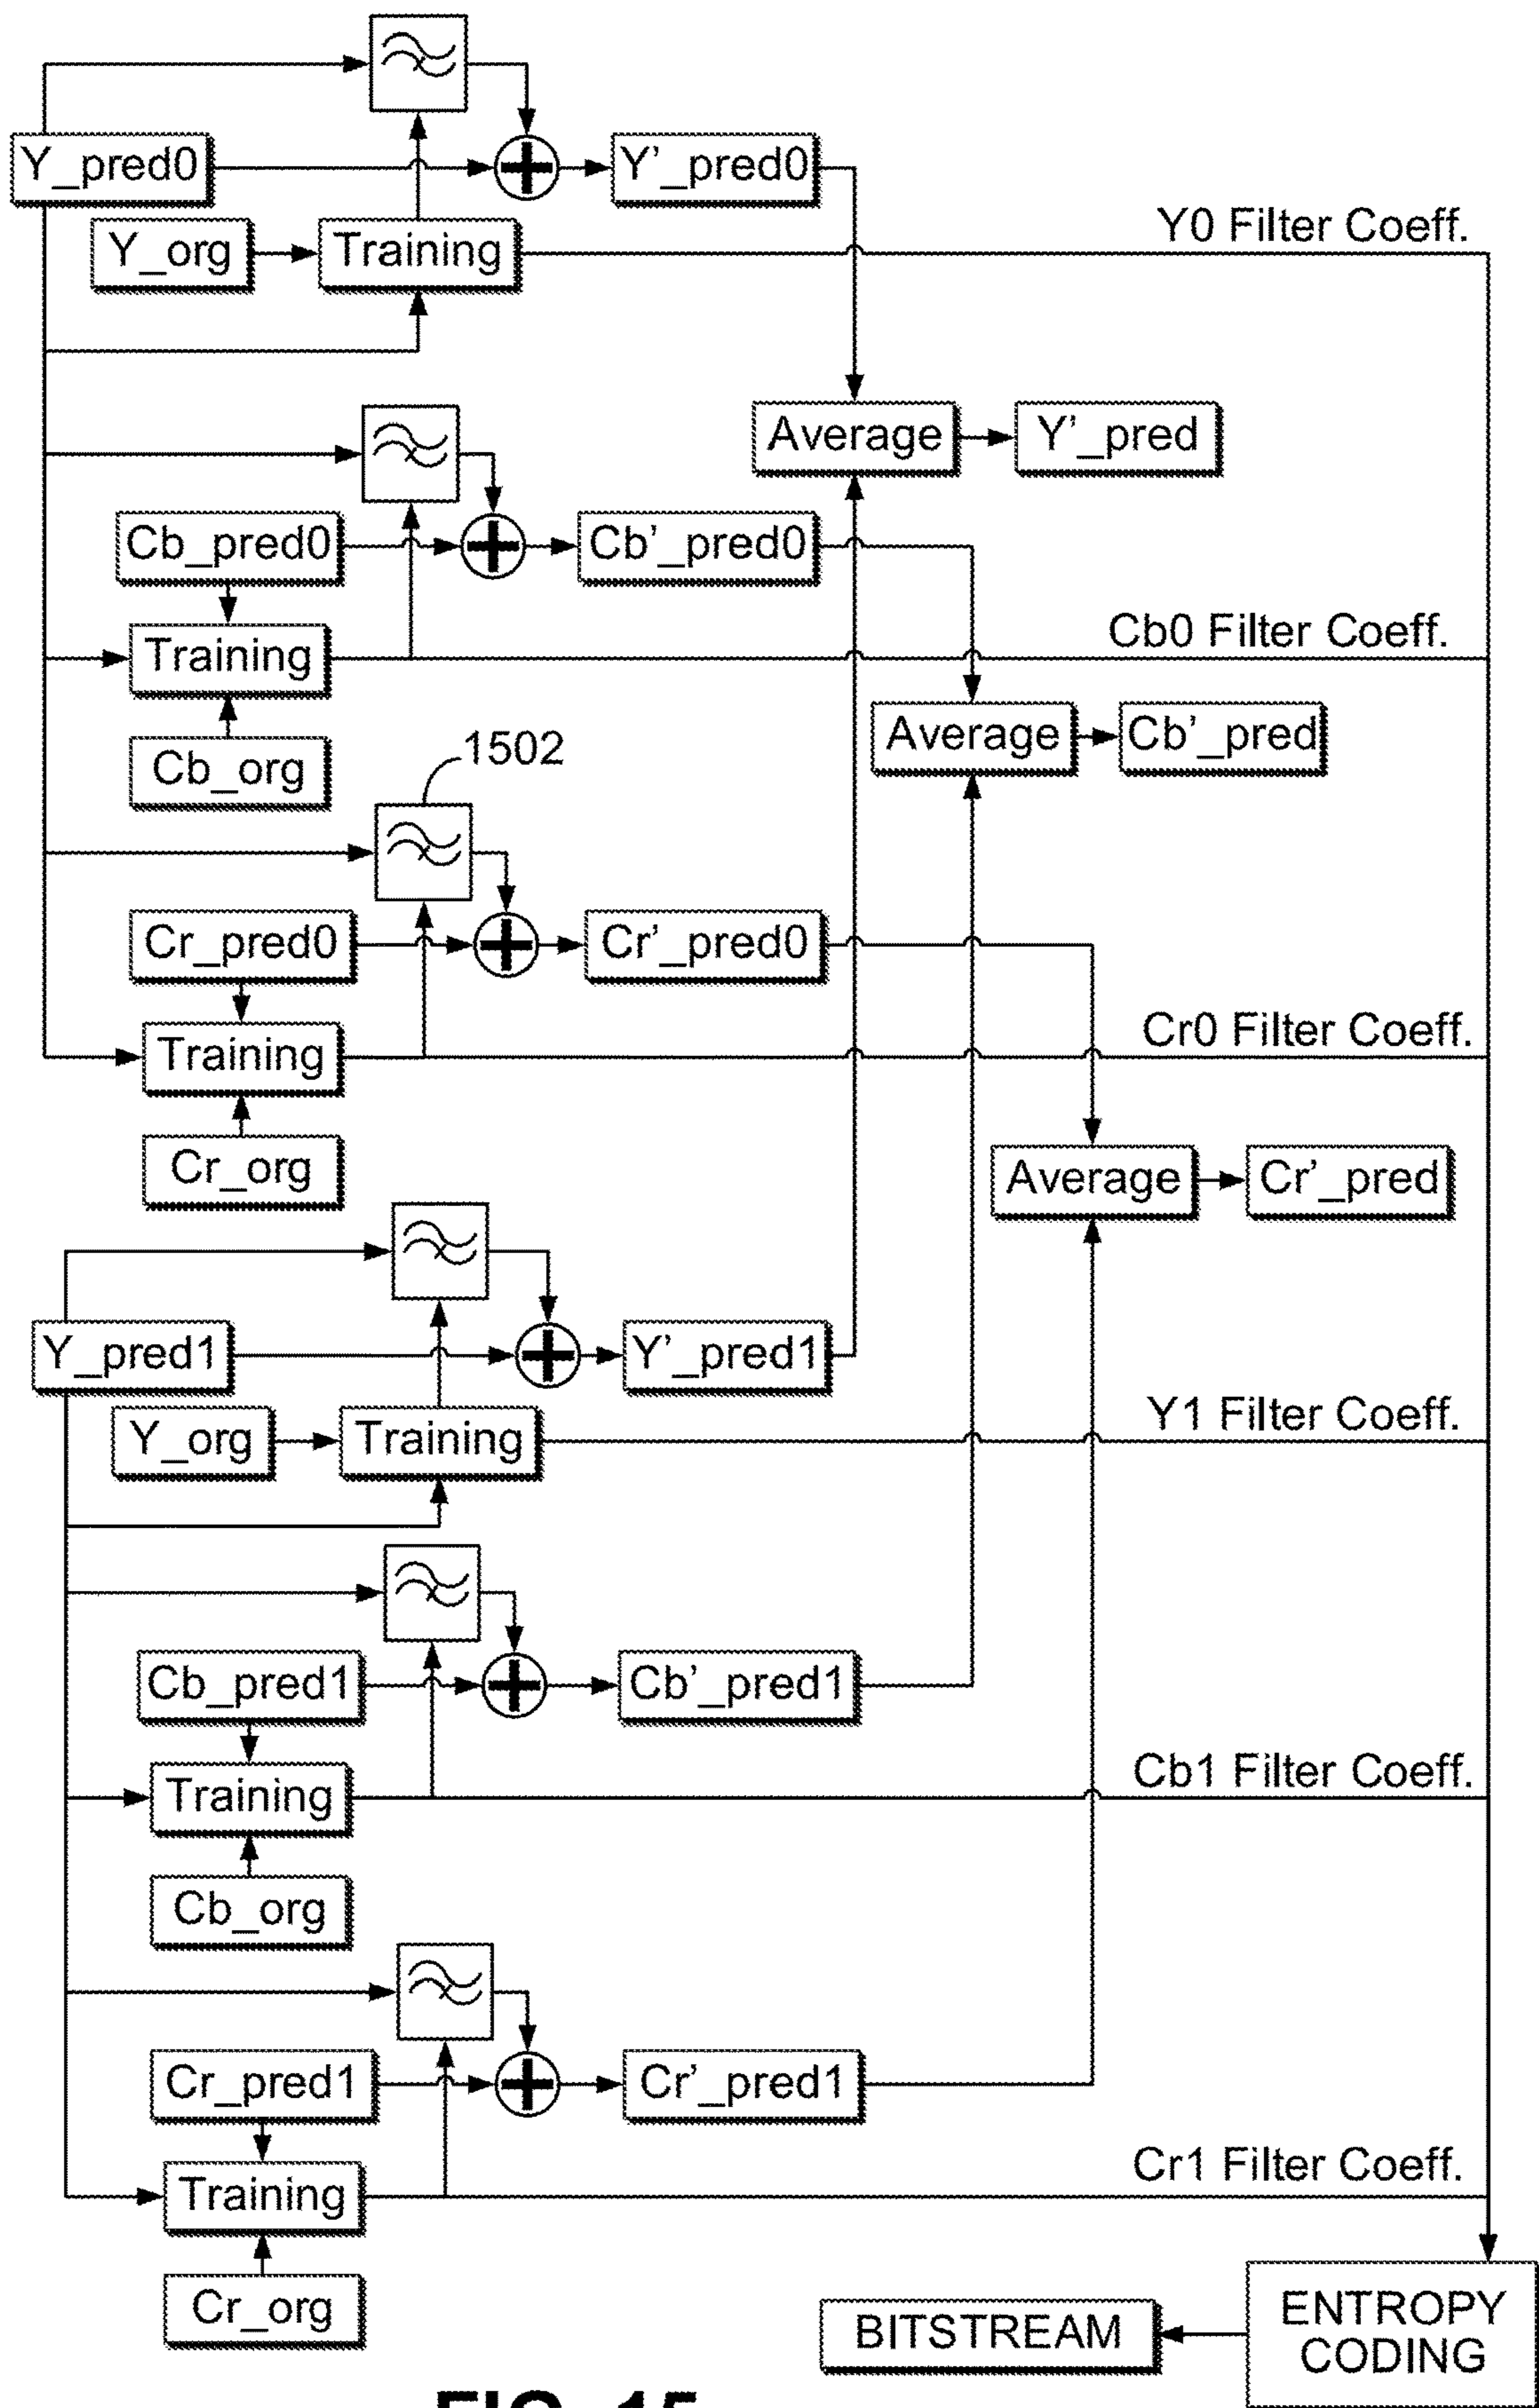 Y_pred0
Y'_pred0
Y_org
Training
Y0 Filter Coeff.
Average
Y'_pred
Cb_pred0
Cb'_pred0
Training
Cb0 Filter Coeff.
Cb_org
Average
Cb'_pred
1502
Cr_pred0
Cr'_pred0
Training
Cr0 Filter Coeff.
Cr_org
Average
Cr'_pred
Y_pred1
Y'_pred1
Y_org
Training
Y1 Filter Coeff.
Cb_pred1
Cb'_pred1
Training
Cb1 Filter Coeff.
Cb_org
Cr_pred1
Cr'_pred1
Training
Cr1 Filter Coeff.
Cr_org
BITSTREAM
ENTROPY
CODING
FIG. 15